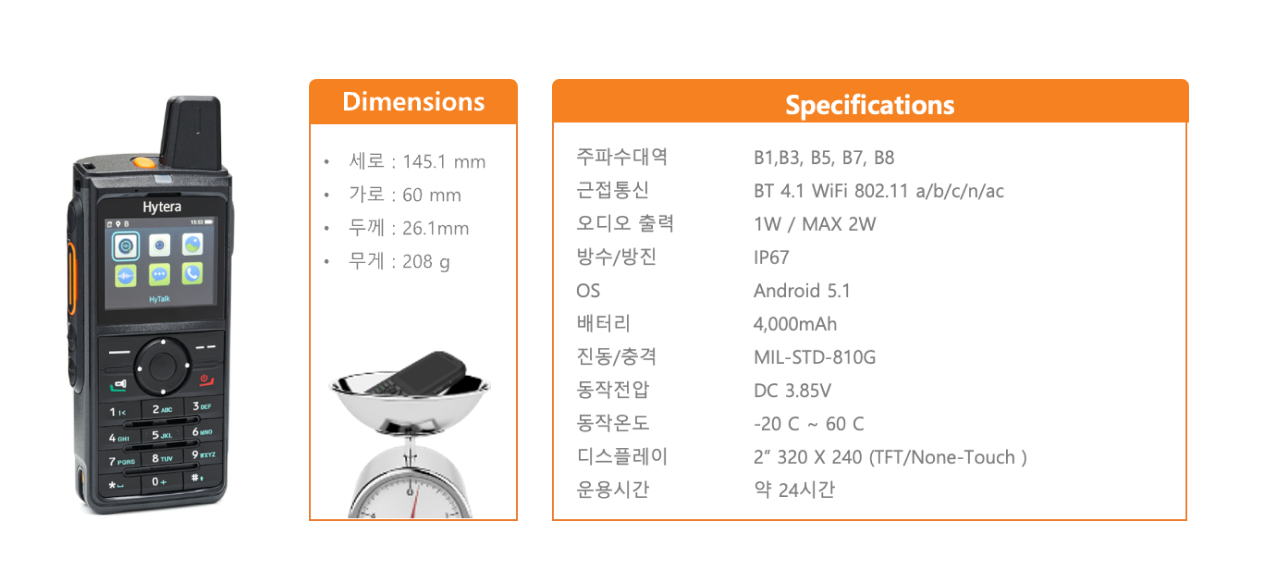 Hytera
18:53
HyTalk
1
2 ABC
3 DEF
4 GHI
5 JKL
6 MNO
7 PQRS
8 TUV
9 WXYZ
*
0 +
#
Dimensions
• 세로 : 145.1 mm
• 가로 : 60 mm
• 두께 : 26.1mm
• 무게 : 208 g
0
Specifications
주파수대역 B1,B3, B5, B7, B8
근접통신 BT 4.1 WiFi 802.11 a/b/c/n/ac
오디오 출력 1W / MAX 2W
방수/방진 IP67
OS Android 5.1
배터리 4,000mAh
진동/충격 MIL-STD-810G
동작전압 DC 3.85V
동작온도 -20 C ~ 60 C
디스플레이 2” 320 X 240 (TFT/None-Touch )
운용시간 약 24시간